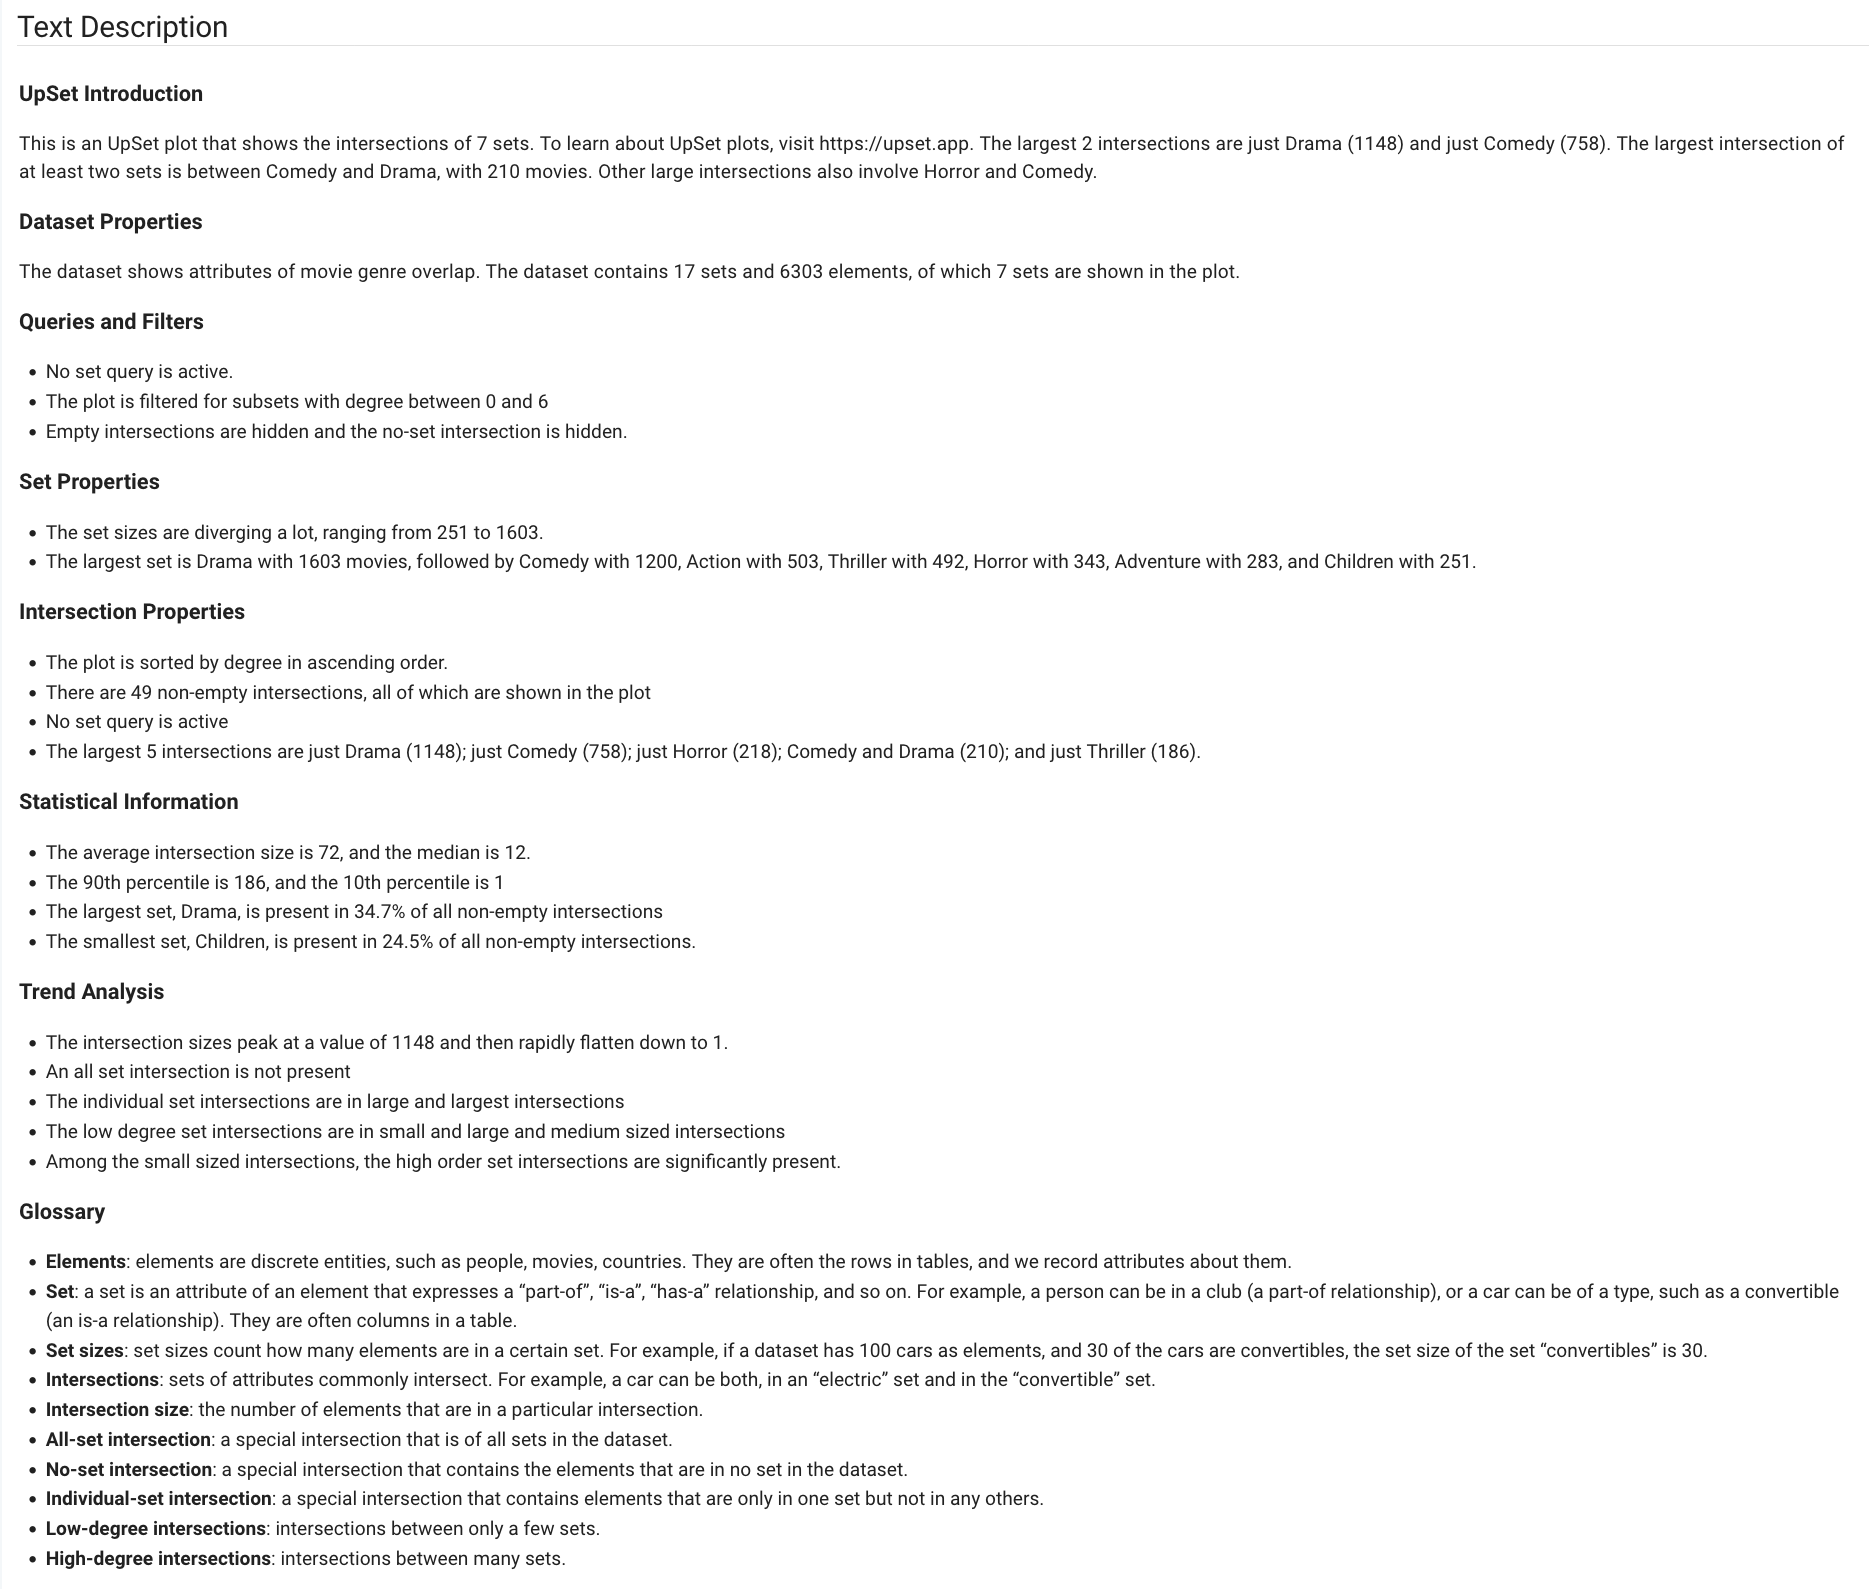 Text Description
UpSet Introduction
This is an UpSet plot that shows the intersections of 7 sets. To learn about UpSet plots, visit https://upset.app. The largest 2 intersections are just Drama (1148) and just Comedy (758). The largest intersection of
at least two sets is between Comedy and Drama, with 210 movies. Other large intersections also involve Horror and Comedy.
Dataset Properties
The dataset shows attributes of movie genre overlap. The dataset contains 17 sets and 6303 elements, of which 7 sets are shown in the plot.
Queries and Filters
• No set query is active.
• The plot is filtered for subsets with degree between 0 and 6
• Empty intersections are hidden and the no-set intersection is hidden.
Set Properties
• The set sizes are diverging a lot, ranging from 251 to 1603.
• The largest set is Drama with 1603 movies, followed by Comedy with 1200, Action with 503, Thriller with 492, Horror with 343, Adventure with 283, and Children with 251.
Intersection Properties
• The plot is sorted by degree in ascending order.
• There are 49 non-empty intersections, all of which are shown in the plot
• No set query is active
• The largest 5 intersections are just Drama (1148); just Comedy (758); just Horror (218); Comedy and Drama (210); and just Thriller (186).
Statistical Information
• The average intersection size is 72, and the median is 12.
• The 90th percentile is 186, and the 10th percentile is 1
• The largest set, Drama, is present in 34.7% of all non-empty intersections
• The smallest set, Children, is present in 24.5% of all non-empty intersections.
Trend Analysis
• The intersection sizes peak at a value of 1148 and then rapidly flatten down to 1.
• An all set intersection is not present
• The individual set intersections are in large and largest intersections
• The low degree set intersections are in small and large and medium sized intersections
• Among the small sized intersections, the high order set intersections are significantly present.
Glossary
• Elements: elements are discrete entities, such as people, movies, countries. They are often the rows in tables, and we record attributes about them.
• Set: a set is an attribute of an element that expresses a “part-of”, “is-a”, “has-a” relationship, and so on. For example, a person can be in a club (a part-of relationship), or a car can be of a type, such as a convertible
(an is-a relationship). They are often columns in a table.
• Set sizes: set sizes count how many elements are in a certain set. For example, if a dataset has 100 cars as elements, and 30 of the cars are convertibles, the set size of the set “convertibles” is 30.
• Intersections: sets of attributes commonly intersect. For example, a car can be both, in an “electric” set and in the “convertible” set.
• Intersection size: the number of elements that are in a particular intersection.
• All-set intersection: a special intersection that is of all sets in the dataset.
• No-set intersection: a special intersection that contains the elements that are in no set in the dataset.
• Individual-set intersection: a special intersection that contains elements that are only in one set but not in any others.
• Low-degree intersections: intersections between only a few sets.
• High-degree intersections: intersections between many sets.